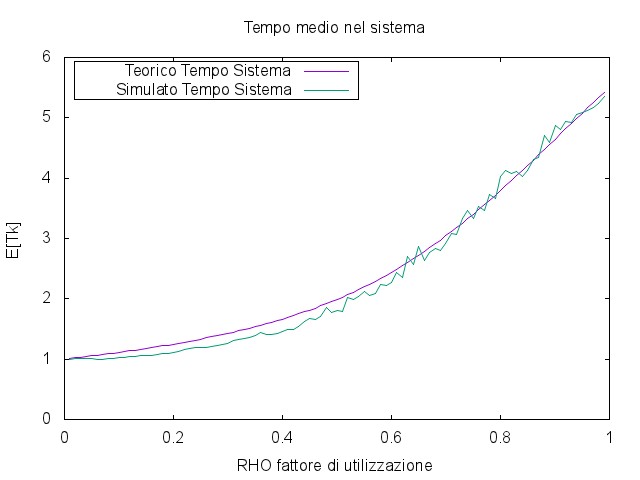 Tempo medio nel sistema
Teorico Tempo Sistema
Simulato Tempo Sistema
6
5
4
3
2
1
0
E[Tk]
0 0.2 0.4 0.6 0.8 1
RHO fattore di utilizzazione